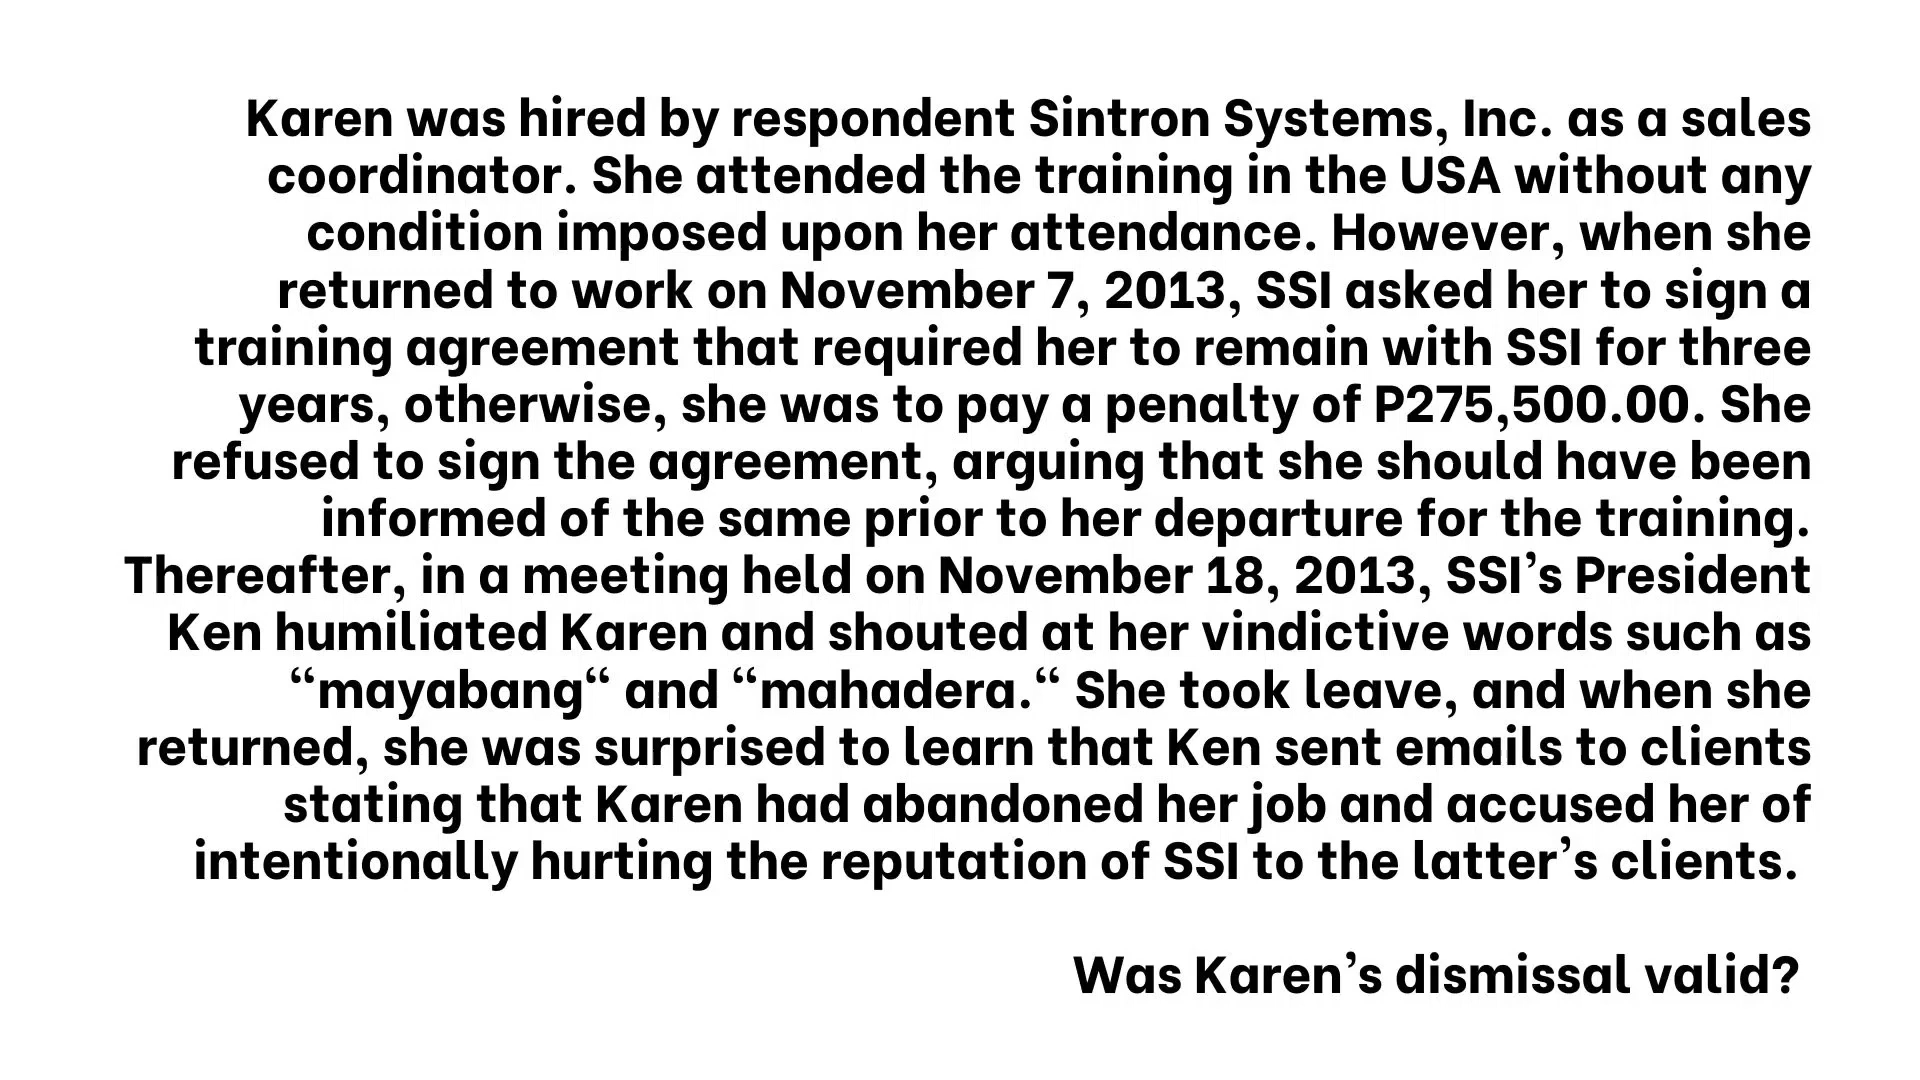 Karen was hired by respondent Sintron Systems, Inc. as a sales
coordinator. She attended the training in the USA without any
condition imposed upon her attendance. However, when she
returned to work on November 7, 2013, SSI asked her to sign a
training agreement that required her to remain with SSI for three
years, otherwise, she was to pay a penalty of P275,500.00. She
refused to sign the agreement, arguing that she should have been
informed of the same prior to her departure for the training.
Thereafter, in a meeting held on November 18, 2013, SSI’s President
Ken humiliated Karen and shouted at her vindictive words such as
“mayabang“ and “mahadera.“ She took leave, and when she
returned, she was surprised to learn that Ken sent emails to clients
stating that Karen had abandoned her job and accused her of
intentionally hurting the reputation of SSI to the latter’s clients.
Was Karen’s dismissal valid?